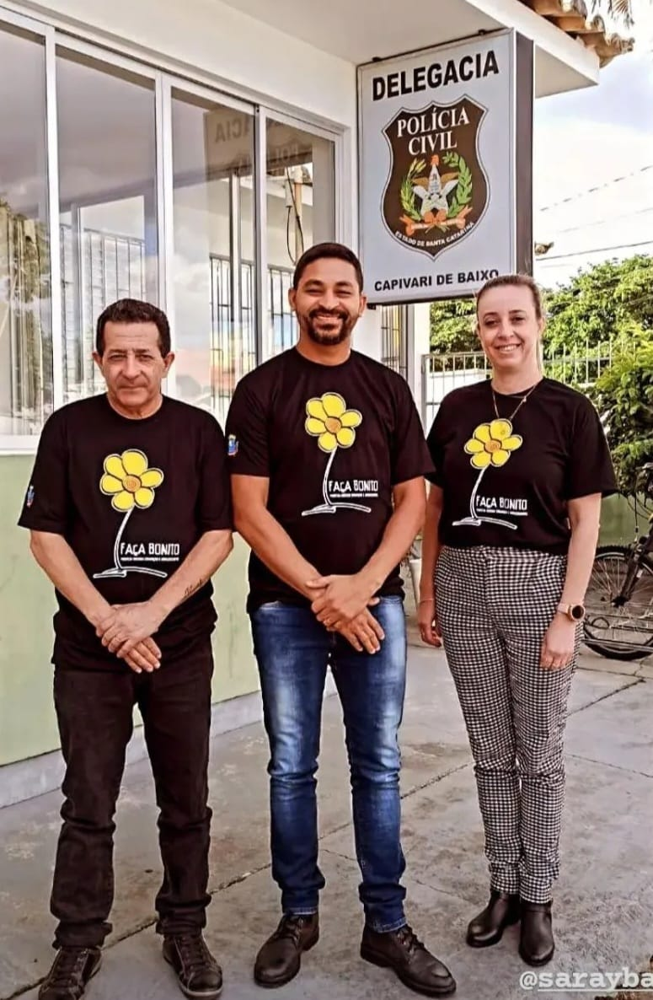 DELEGACIA
POLÍCIA
CIVIL
ESTADO DE SANTA CATARINA
CAPIVARI DE BAIXO
FAÇA BONITO
FAÇA BONITO
FAÇA BONITO
@sarayba